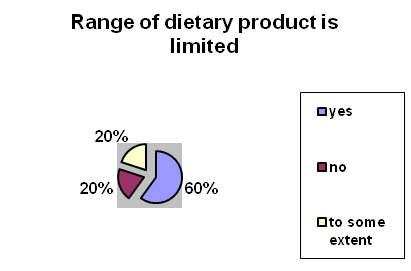 Range of dietary product is
limited
20%
20%
60%
yes
no
to some
extent